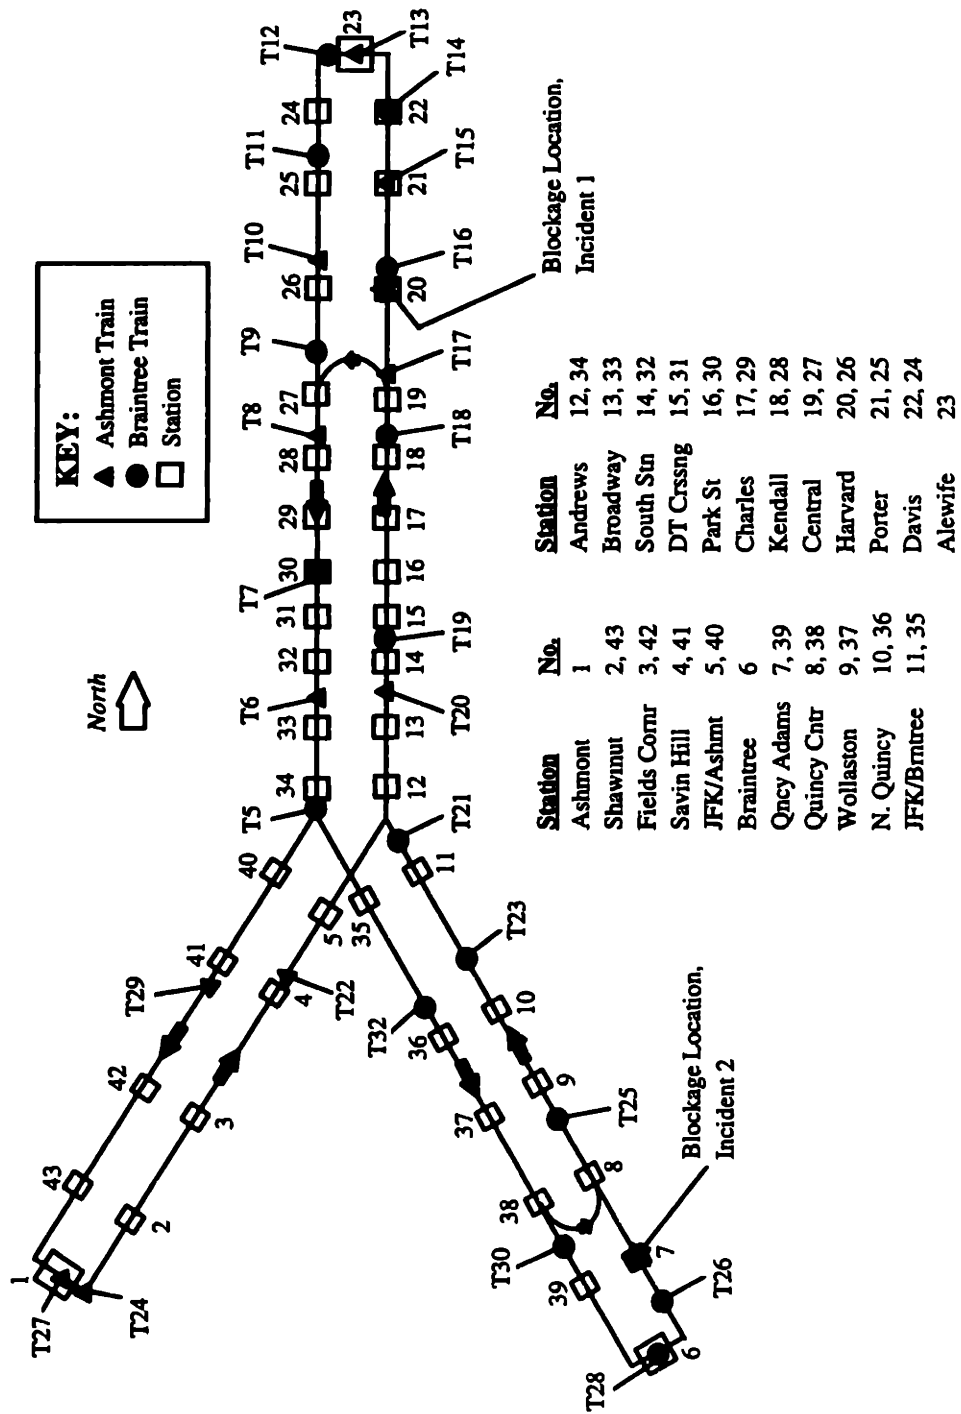 KEY:
Ashmont Train
Braintree Train
Station
North
T5
T6
T7
T8
T9
T10
T11
T12
23
T13
34
33
32
31
30
29
28
27
26
25
24
12
13
14
15
16
17
18
19
20
21
22
T14
T15
T16
T17
T18
T19
T20
T21
Blockage Location,
Incident 1
40
41
T29
42
43
1
T27
T24
2
3
4
T22
5
35
T32
36
37
38
T30
39
T28
6
T26
7
8
T25
9
10
T23
11
Blockage Location,
Incident 2
Station No. Station No.
Ashmont 1 Andrews 12, 34
Shawmut 2, 43 Broadway 13, 33
Fields Cornr 3, 42 South Stn 14, 32
Savin Hill 4, 41 DT Crssng 15, 31
JFK/Ashmt 5, 40 Park St 16, 30
Braintree 6 Charles 17, 29
Qncy Adams 7, 39 Kendall 18, 28
Quincy Cntr 8, 38 Central 19, 27
Wollaston 9, 37 Harvard 20, 26
N. Quincy 10, 36 Porter 21, 25
JFK/Brntree 11, 35 Davis 22, 24
Alewife 23